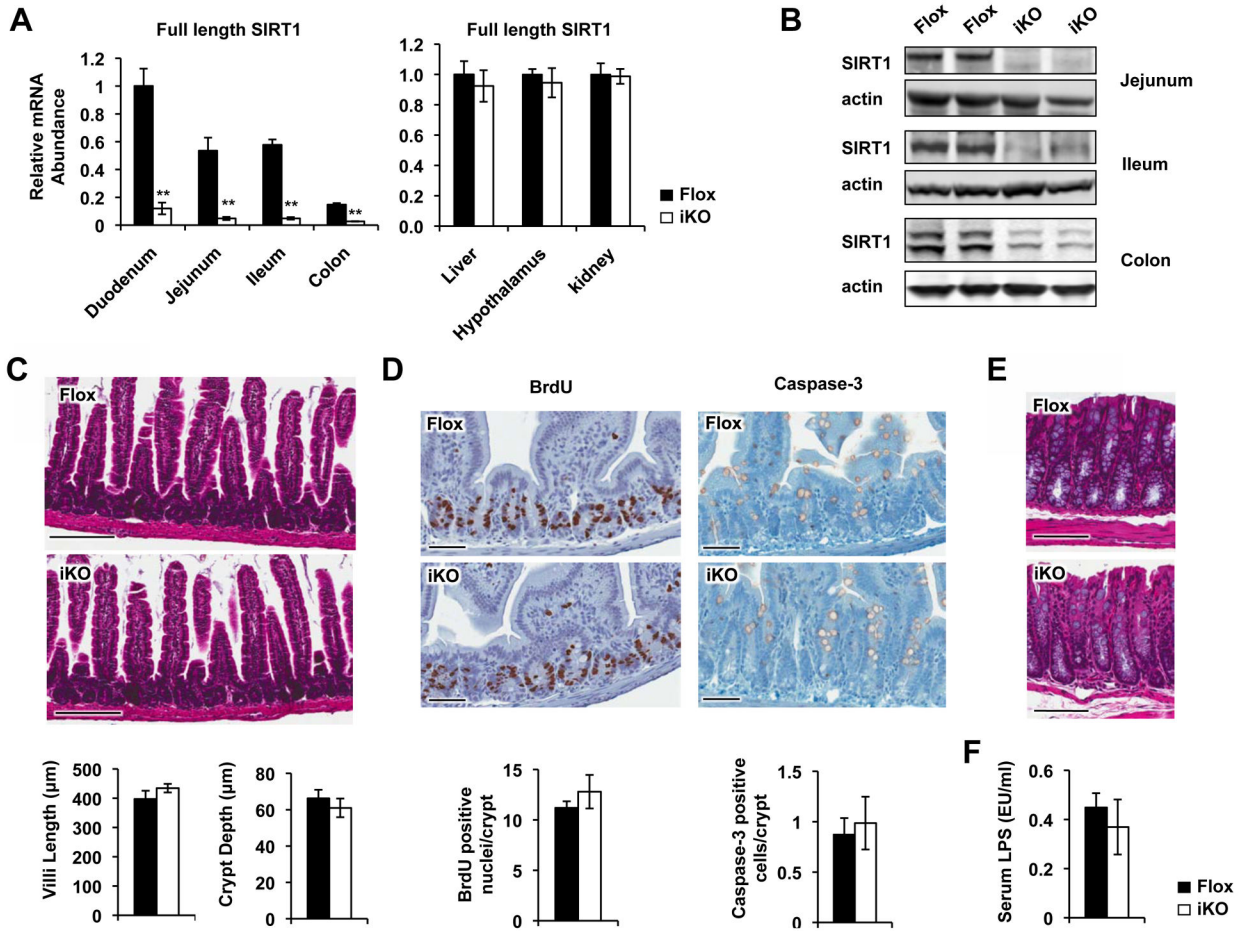 A
Full length SIRT1
Full length SIRT1
Relative mRNA
Abundance
1.2
1
0.8
0.6
0.4
0.2
0
Duodenum
Jejunum
Ileum
Colon
**
**
**
**
1.2
1.0
0.8
0.6
0.4
0.2
0.0
Liver
Hypothalamus
kidney
Flox
iKO
B
Flox
Flox
iKO
iKO
SIRT1
actin
Jejunum
SIRT1
actin
Ileum
SIRT1
actin
Colon
C
Flox
iKO
Villi Length (µm)
500
400
300
200
100
0
Crypt Depth (µm)
80
60
40
20
0
D
BrdU
Caspase-3
Flox
Flox
iKO
iKO
BrdU positive
nuclei/crypt
15
10
5
0
Caspase-3 positive
cells/crypt
1.5
1
0.5
0
E
Flox
iKO
F
Serum LPS (EU/ml)
0.6
0.4
0.2
0
Flox
iKO